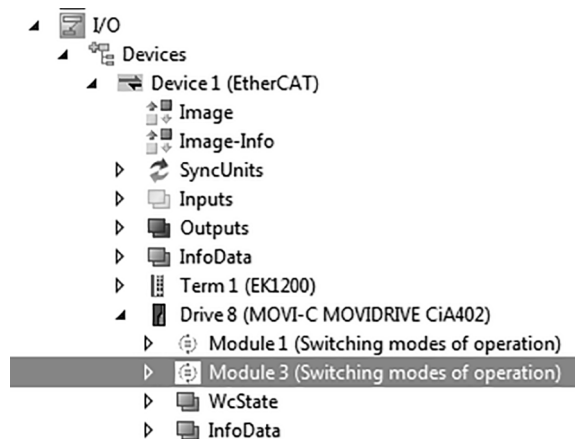 I/O
Devices
Device 1 (EtherCAT)
Image
Image-Info
SyncUnits
Inputs
Outputs
InfoData
Term 1 (EK1200)
Drive 8 (MOVI-C MOVIDRIVE CiA402)
Module 1 (Switching modes of operation)
Module 3 (Switching modes of operation)
WcState
InfoData